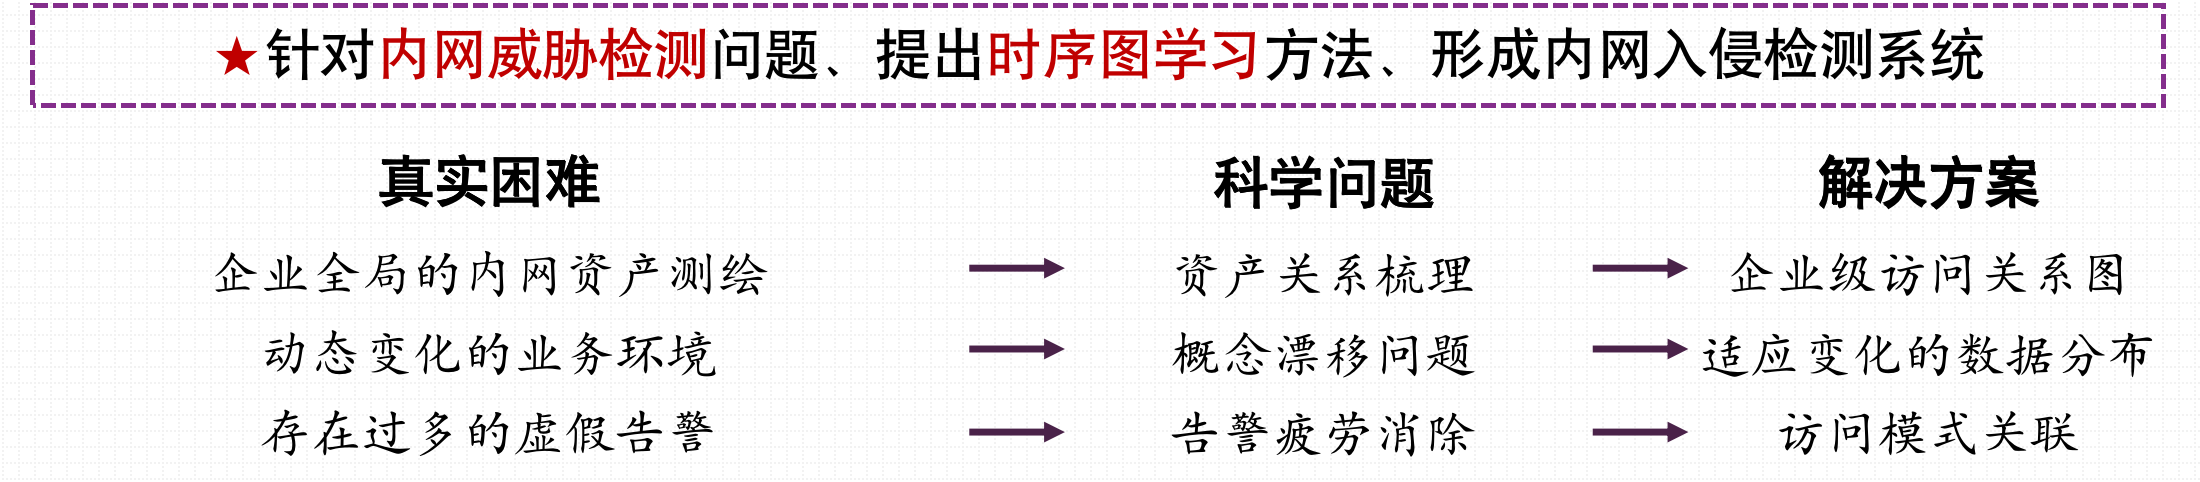 ★针对内网威胁检测问题、提出时序图学习方法、形成内网入侵检测系统
真实困难 科学问题 解决方案
企业全局的内网资产测绘 资产关系梳理 企业级访问关系图
动态变化的业务环境 概念漂移问题 适应变化的数据分布
存在过多的虚假告警 告警疲劳消除 访问模式关联